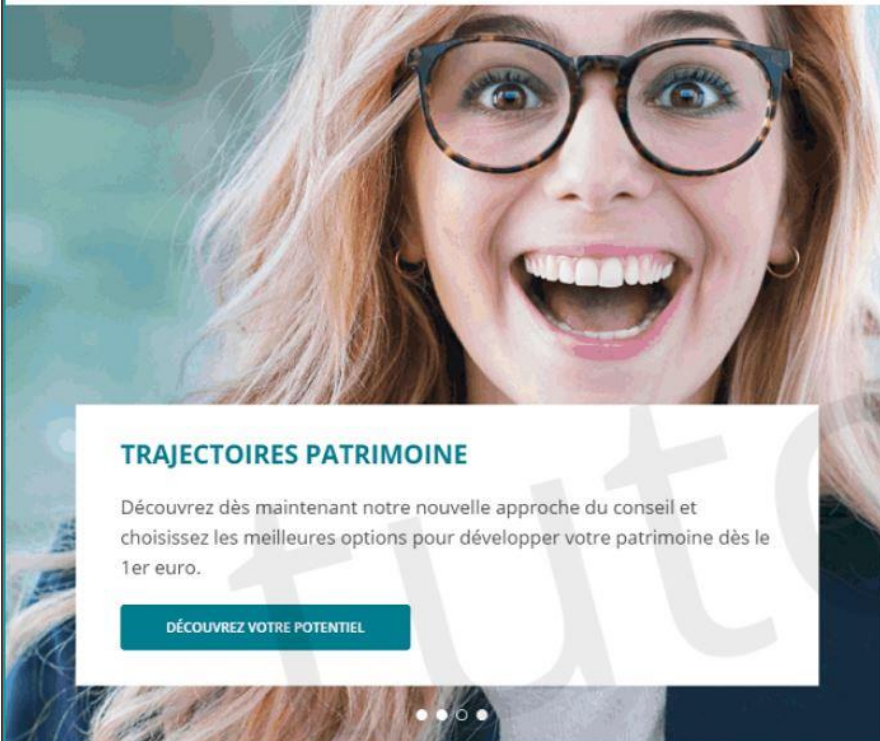 TRAJECTOIRES PATRIMOINE
Découvrez dès maintenant notre nouvelle approche du conseil et
choisissez les meilleures options pour développer votre patrimoine dès le
1er euro.
DÉCOUVREZ VOTRE POTENTIEL
tuto